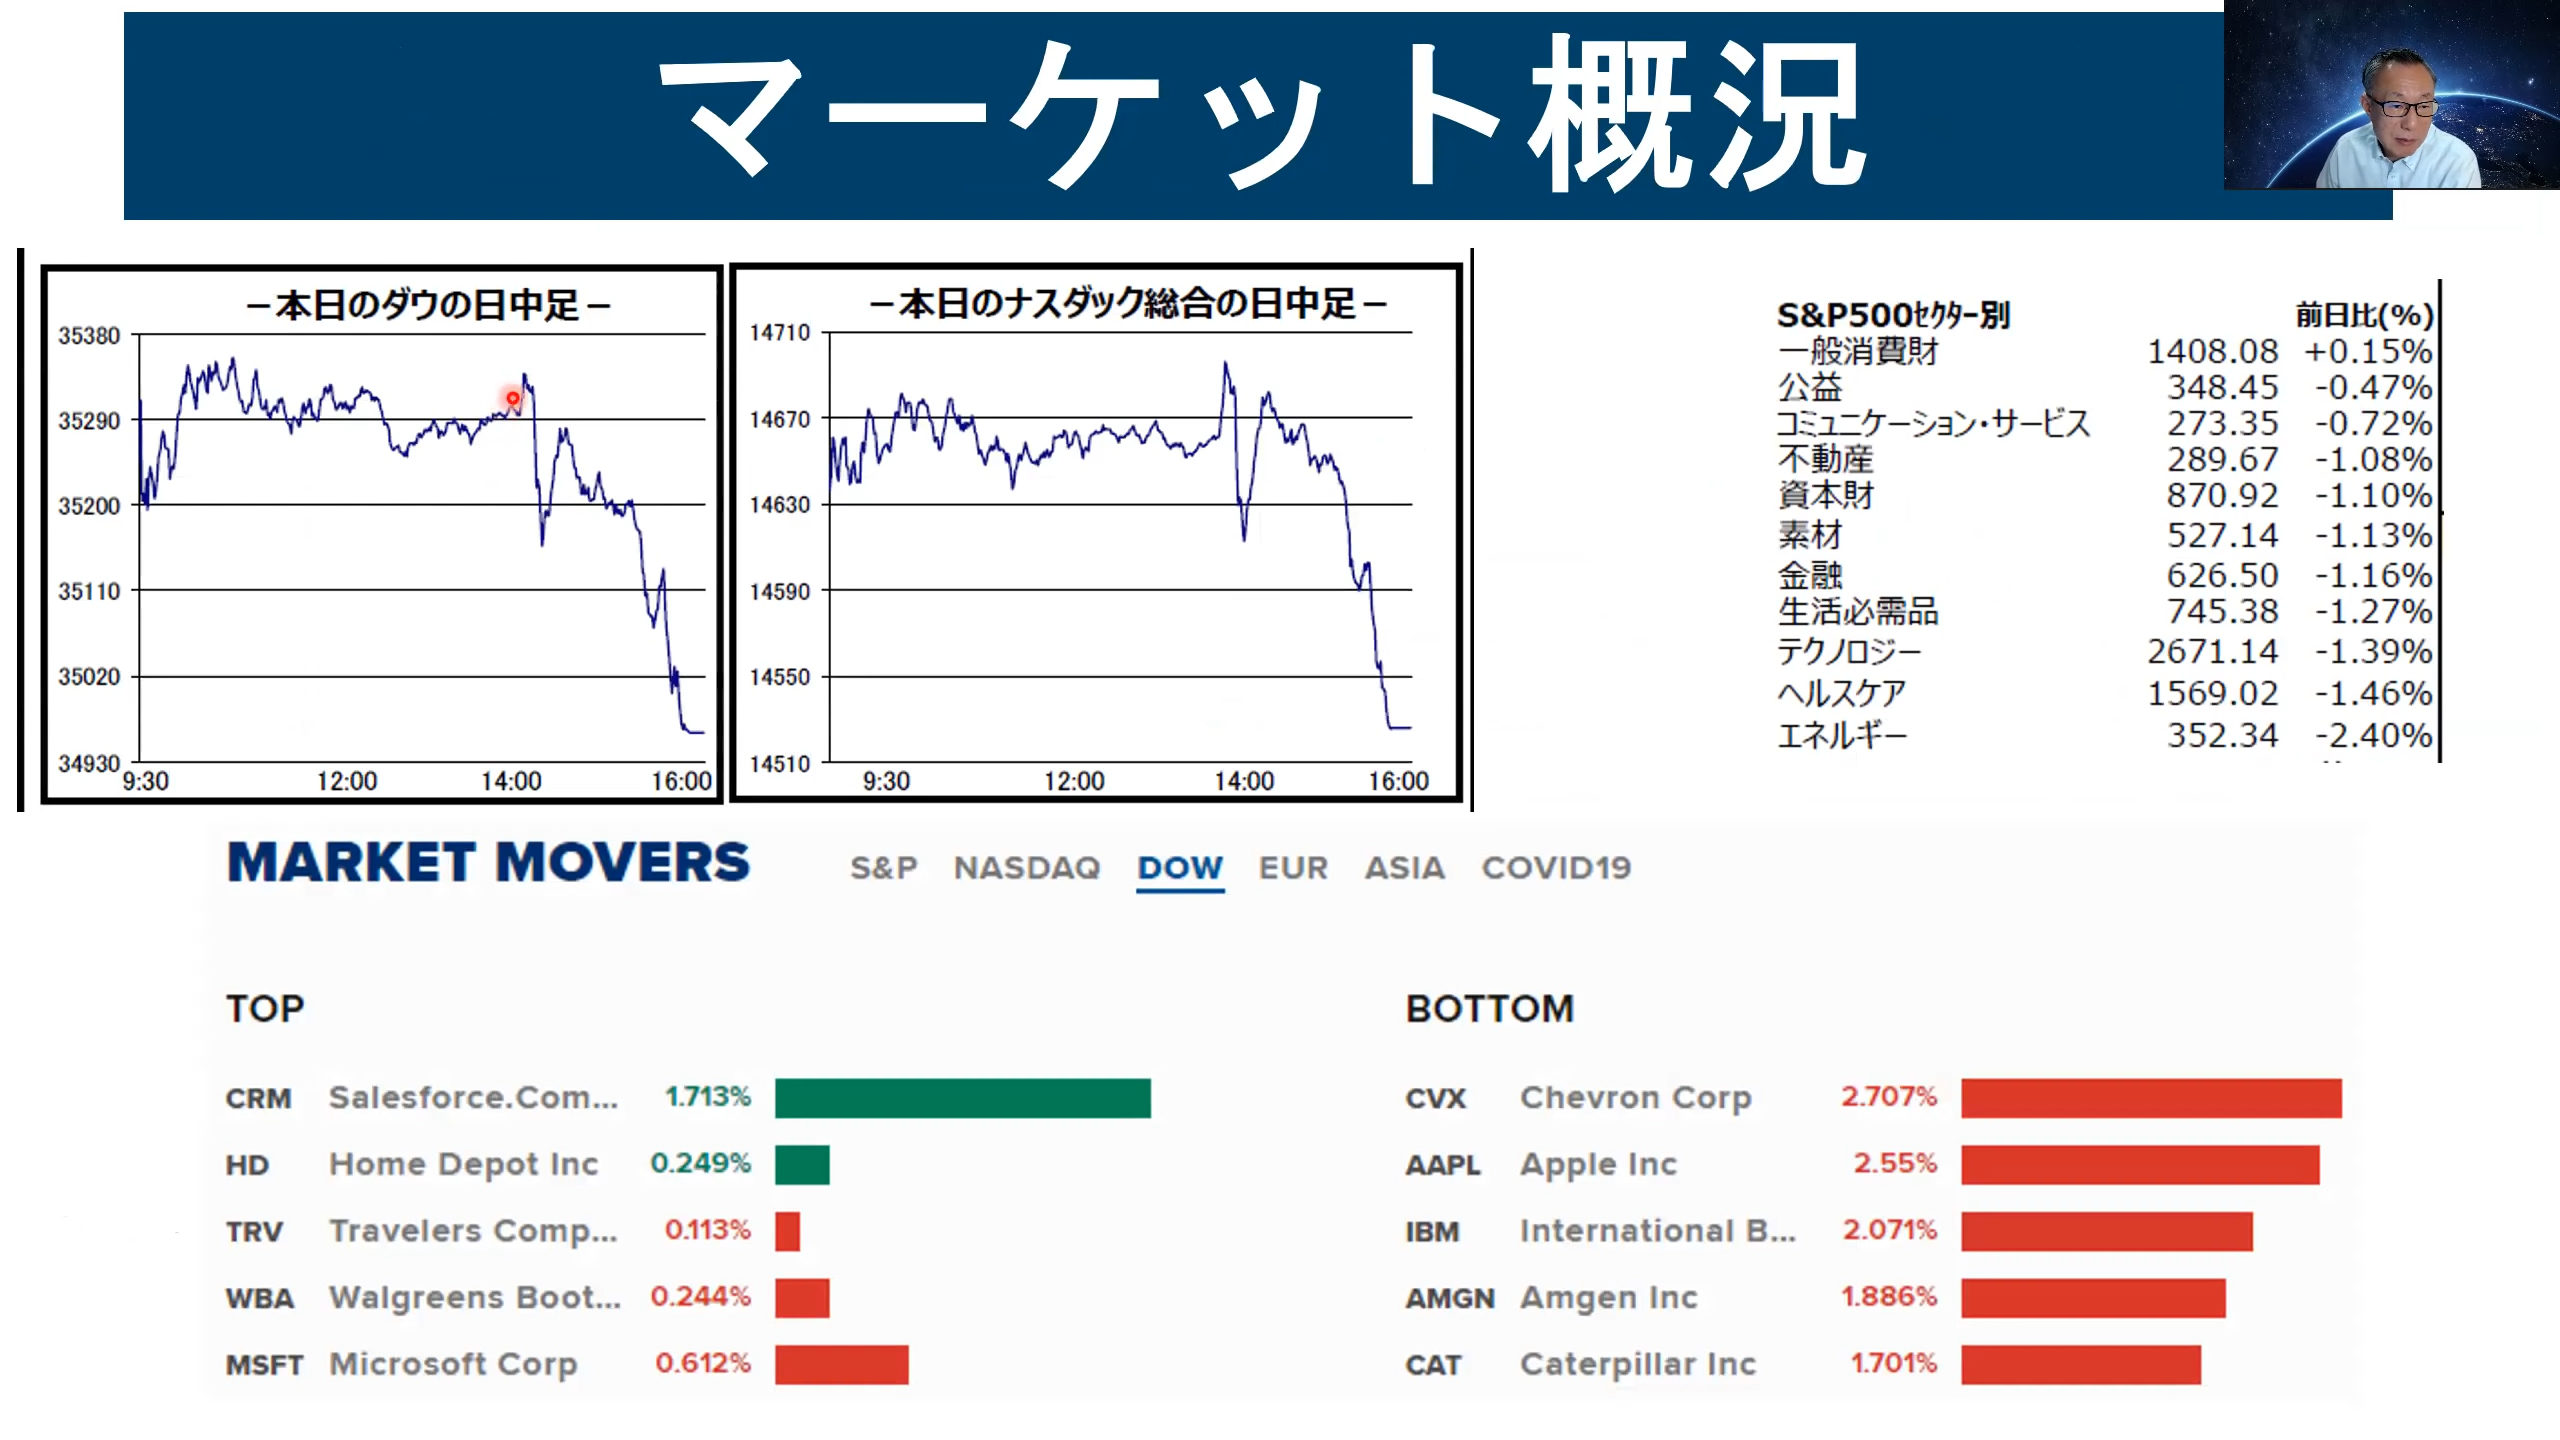 マーケット概況
－本日のダウの日中足－
35380
35290
35200
35110
35020
34930
9:30 12:00 14:00 16:00
－本日のナスダック総合の日中足－
14710
14670
14630
14590
14550
14510
9:30 12:00 14:00 16:00
S&P500ｾｸﾀｰ別 前日比(%)
一般消費財 1408.08 +0.15%
公益 348.45 -0.47%
コミュニケーション・サービス 273.35 -0.72%
不動産 289.67 -1.08%
資本財 870.92 -1.10%
素材 527.14 -1.13%
金融 626.50 -1.16%
生活必需品 745.38 -1.27%
テクノロジー 2671.14 -1.39%
ヘルスケア 1569.02 -1.46%
エネルギー 352.34 -2.40%
MARKET MOVERS S&P NASDAQ DOW EUR ASIA COVID19
TOP
CRM Salesforce.Com... 1.713%
HD Home Depot Inc 0.249%
TRV Travelers Comp... 0.113%
WBA Walgreens Boot... 0.244%
MSFT Microsoft Corp 0.612%
BOTTOM
CVX Chevron Corp 2.707%
AAPL Apple Inc 2.55%
IBM International B... 2.071%
AMGN Amgen Inc 1.886%
CAT Caterpillar Inc 1.701%